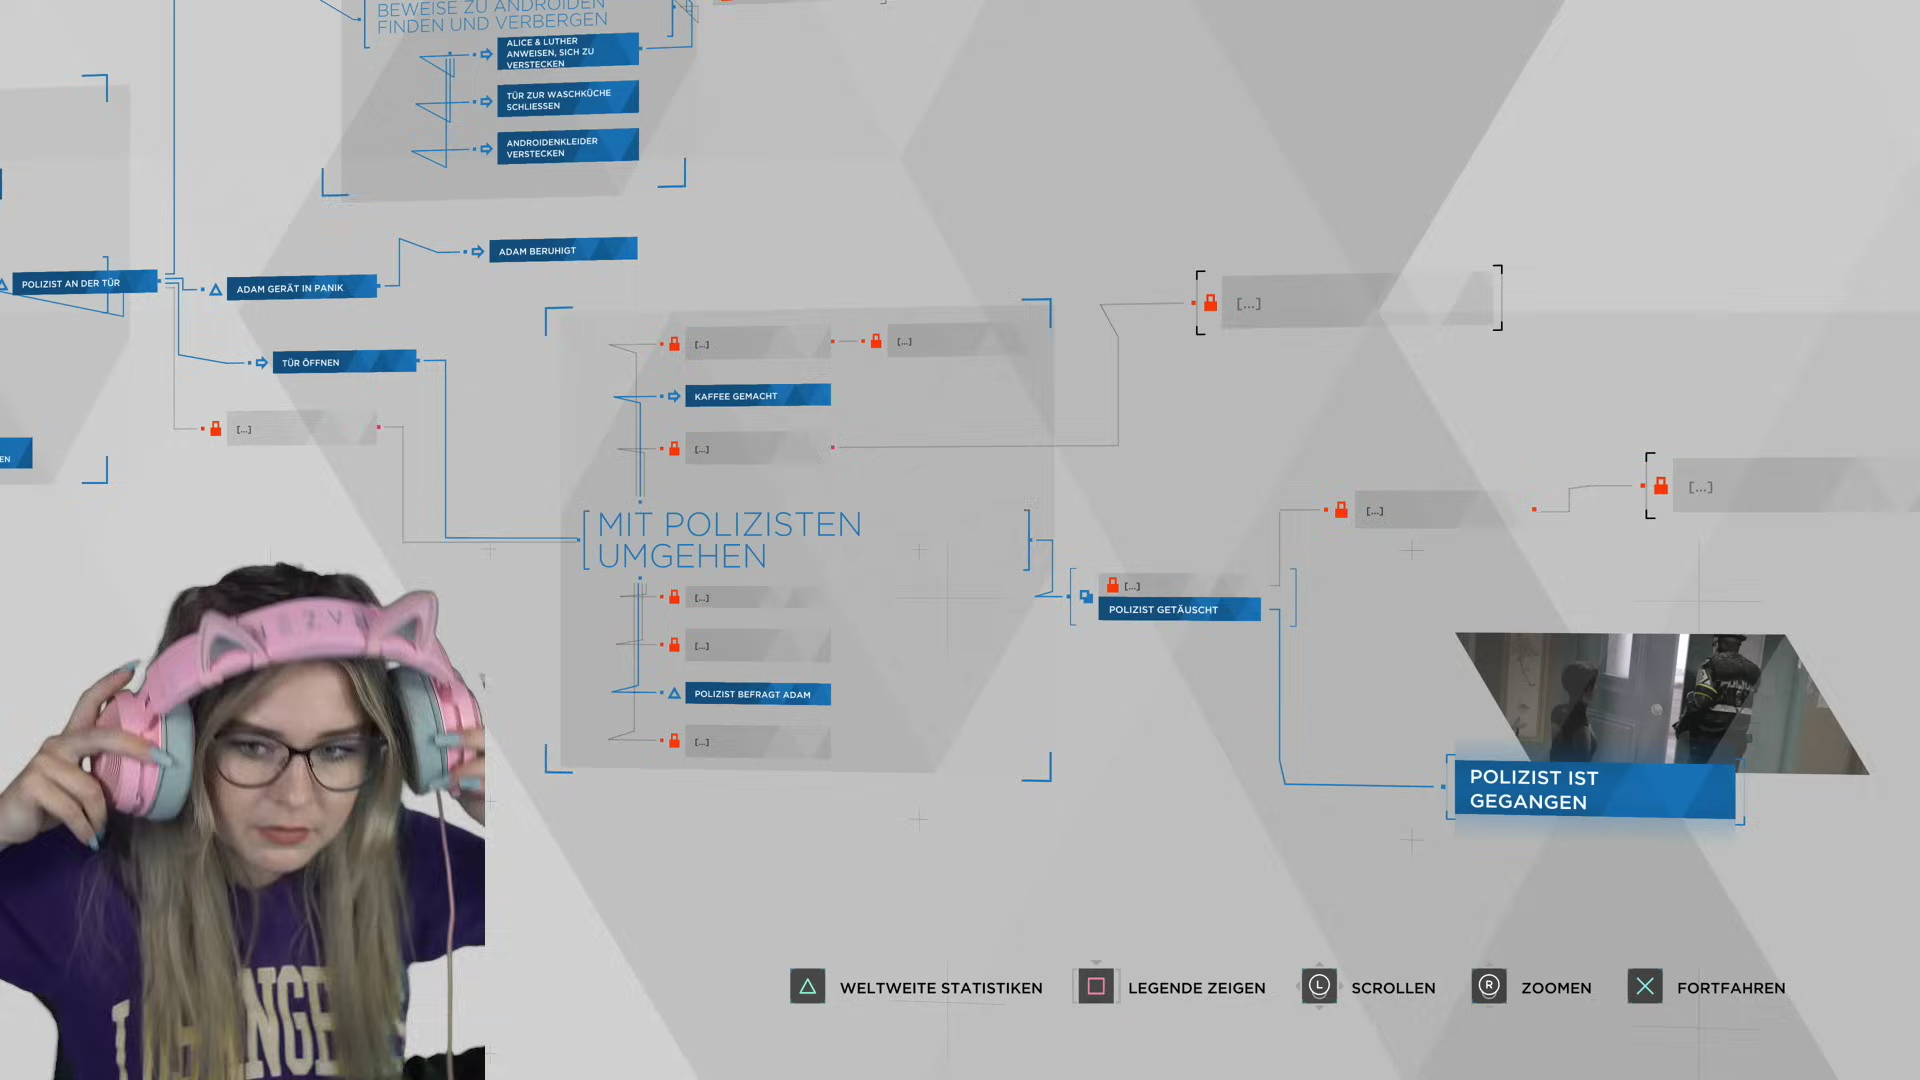 BEWEISE ZU ANDROIDEN
FINDEN UND VERBERGEN
ALICE & LUTHER
ANWEISEN, SICH ZU
VERSTECKEN
TÜR ZUR WASCHKÜCHE
SCHLIESSEN
ANDROIDENKLEIDER
VERSTECKEN
ADAM BERUHIGT
POLIZIST AN DER TÜR
ADAM GERÄT IN PANIK
TÜR ÖFFNEN
[...]
EN
[...]
[...]
KAFFEE GEMACHT
[...]
MIT POLIZISTEN
UMGEHEN
[...]
[...]
POLIZIST BEFRAGT ADAM
[...]
[...]
[...]
[...]
[...]
POLIZIST GETÄUSCHT
POLIZIST IST
GEGANGEN
WELTWEITE STATISTIKEN
LEGENDE ZEIGEN
L
SCROLLEN
R
ZOOMEN
FORTFAHREN